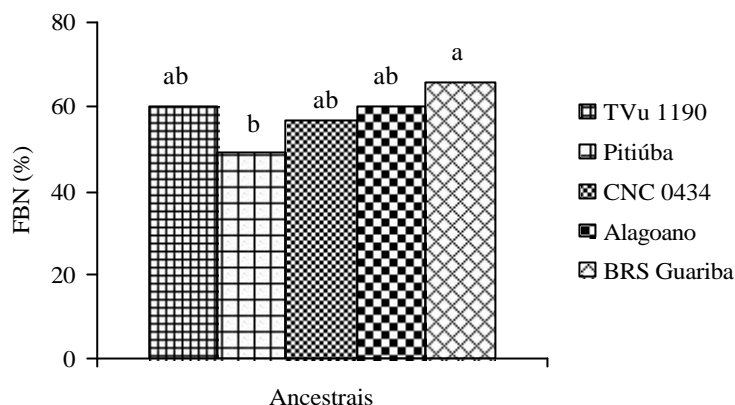 80
60
40
20
0
FBN (%)
ab
b
ab
ab
a
Ancestrais
TVu 1190
Pitiúba
CNC 0434
Alagoano
BRS Guariba